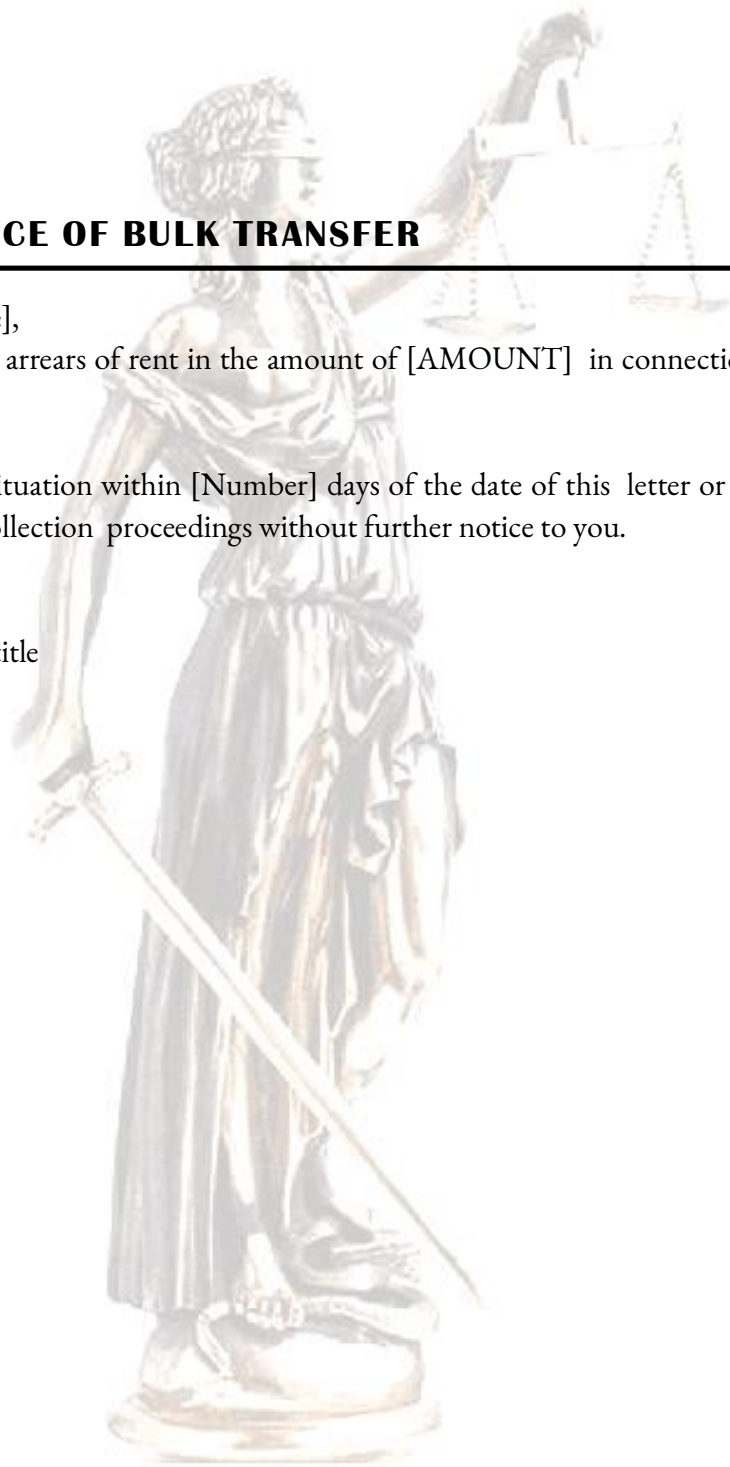 CE OF BULK TRANSFER
],
arrears of rent in the amount of [AMOUNT] in connecti
ituation within [Number] days of the date of this letter or
ollection proceedings without further notice to you.
title